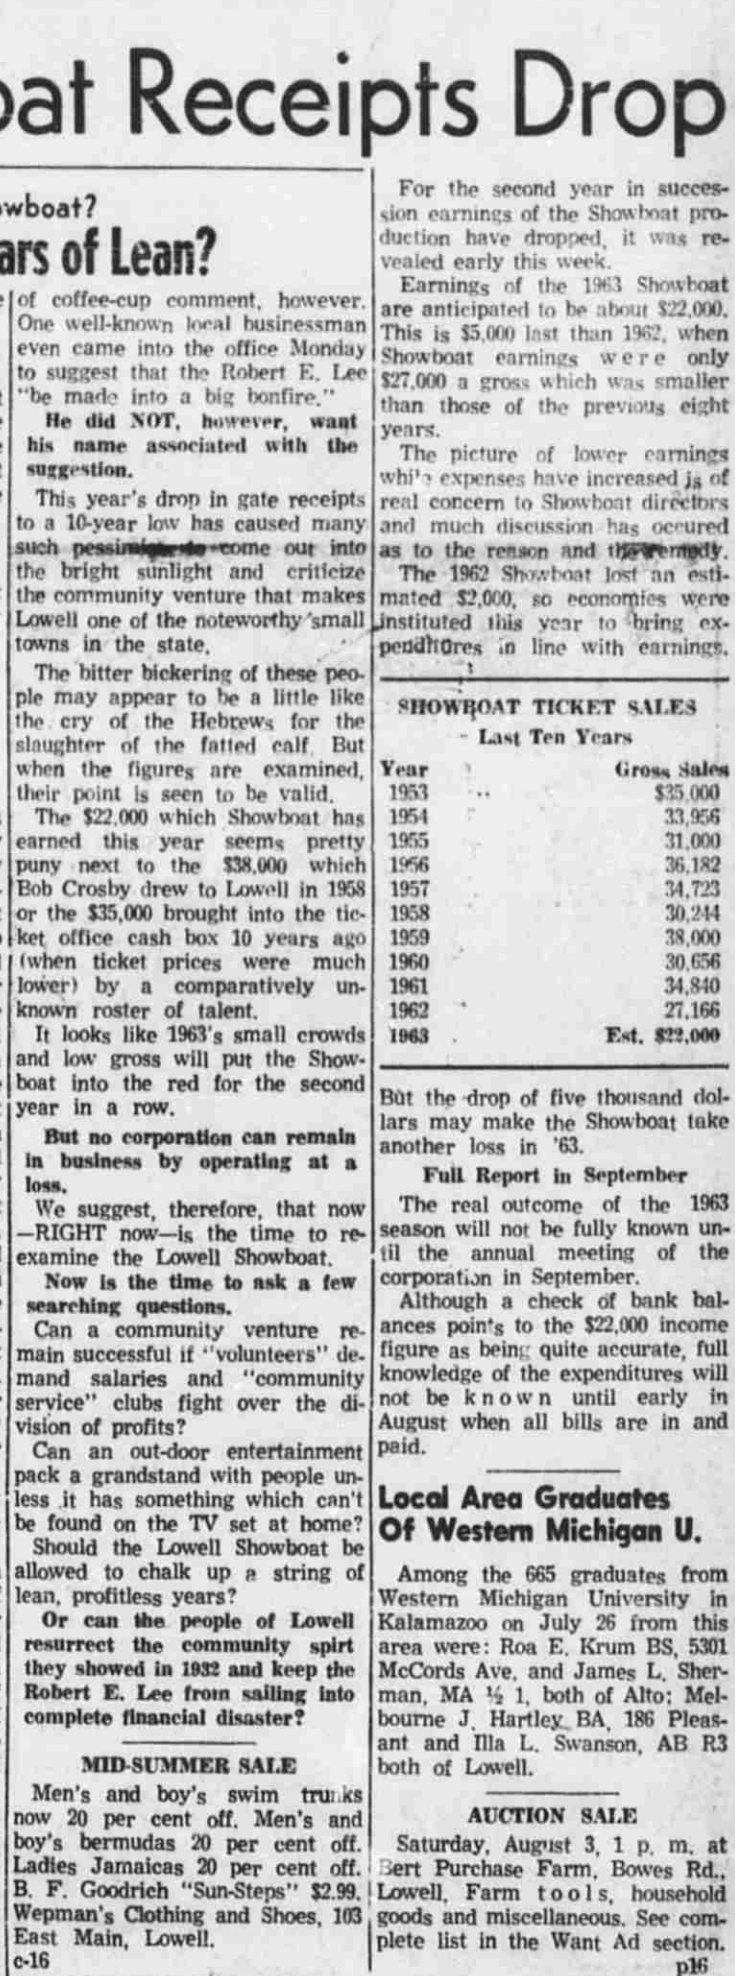 oat Receipts Drop
wboat?
ars of Lean?
of coffee-cup comment, however.
One well-known local businessman
even came into the office Monday
to suggest that the Robert E. Lee
"be made into a big bonfire."
He did NOT, however, want
his name associated with the
suggestion.
This year's drop in gate receipts
to a 10-year low has caused many
such come out into
the bright sunlight and criticize
the community venture that makes
Lowell one of the noteworthy small
towns in the state.
The bitter bickering of these peo-
ple may appear to be a little like
the cry of the Hebrews for the
slaughter of the fatted calf. But
when the figures are examined,
their point is seen to be valid.
The $22,000 which Showboat has
earned this year seems pretty
puny next to the $38,000 which
Bob Crosby drew to Lowell in 1958
or the $35,000 brought into the tic-
ket office cash box 10 years ago
(when ticket prices were much
lower) by a comparatively un-
known roster of talent.
It looks like 1963's small crowds
and low gross will put the Show-
boat into the red for the second
year in a row.
But no corporation can remain
in business by operating at a
loss.
We suggest, therefore, that now
—RIGHT now—is the time to re-
examine the Lowell Showboat.
Now is the time to ask a few
searching questions.
Can a community venture re-
main successful if "volunteers" de-
mand salaries and "community
service" clubs fight over the di-
vision of profits?
Can an out-door entertainment
pack a grandstand with people un-
less it has something which can't
be found on the TV set at home?
Should the Lowell Showboat be
allowed to chalk up a string of
lean, profitless years?
Or can the people of Lowell
resurrect the community spirt
they showed in 1932 and keep the
Robert E. Lee from sailing into
complete financial disaster?
MID-SUMMER SALE
Men's and boy's swim trunks
now 20 per cent off. Men's and
boy's bermudas 20 per cent off.
Ladies Jamaicas 20 per cent off.
B. F. Goodrich "Sun-Steps" $2.99.
Wepman's Clothing and Shoes, 103
East Main, Lowell.
c-16
For the second year in succes-
sion earnings of the Showboat pro-
duction have dropped, it was re-
vealed early this week.
Earnings of the 1963 Showboat
are anticipated to be about $22,000.
This is $5,000 last than 1962, when
Showboat earnings were only
$27,000 a gross which was smaller
than those of the previous eight
years.
The picture of lower earnings
while expenses have increased is of
real concern to Showboat directors
and much discussion has occured
as to the reason and the remedy.
The 1962 Showboat lost an esti-
mated $2,000, so economies were
instituted this year to bring ex-
penditures in line with earnings.
SHOWBOAT TICKET SALES
- Last Ten Years
Year Gross Sales
1953 $35,000
1954 33,956
1955 31,000
1956 36,182
1957 34,723
1958 30,244
1959 38,000
1960 30,656
1961 34,840
1962 27,166
1963 Est. $22,000
But the drop of five thousand dol-
lars may make the Showboat take
another loss in '63.
Full Report in September
The real outcome of the 1963
season will not be fully known un-
til the annual meeting of the
corporation in September.
Although a check of bank bal-
ances points to the $22,000 income
figure as being quite accurate, full
knowledge of the expenditures will
not be known until early in
August when all bills are in and
paid.
Local Area Graduates
Of Western Michigan U.
Among the 665 graduates from
Western Michigan University in
Kalamazoo on July 26 from this
area were: Roa E. Krum BS, 5301
McCords Ave. and James L. Sher-
man, MA ½ 1, both of Alto; Mel-
bourne J. Hartley BA, 186 Pleas-
ant and Illa L. Swanson, AB R3
both of Lowell.
AUCTION SALE
Saturday, August 3, 1 p. m. at
Bert Purchase Farm, Bowes Rd.,
Lowell, Farm tools, household
goods and miscellaneous. See com-
plete list in the Want Ad section.
p16